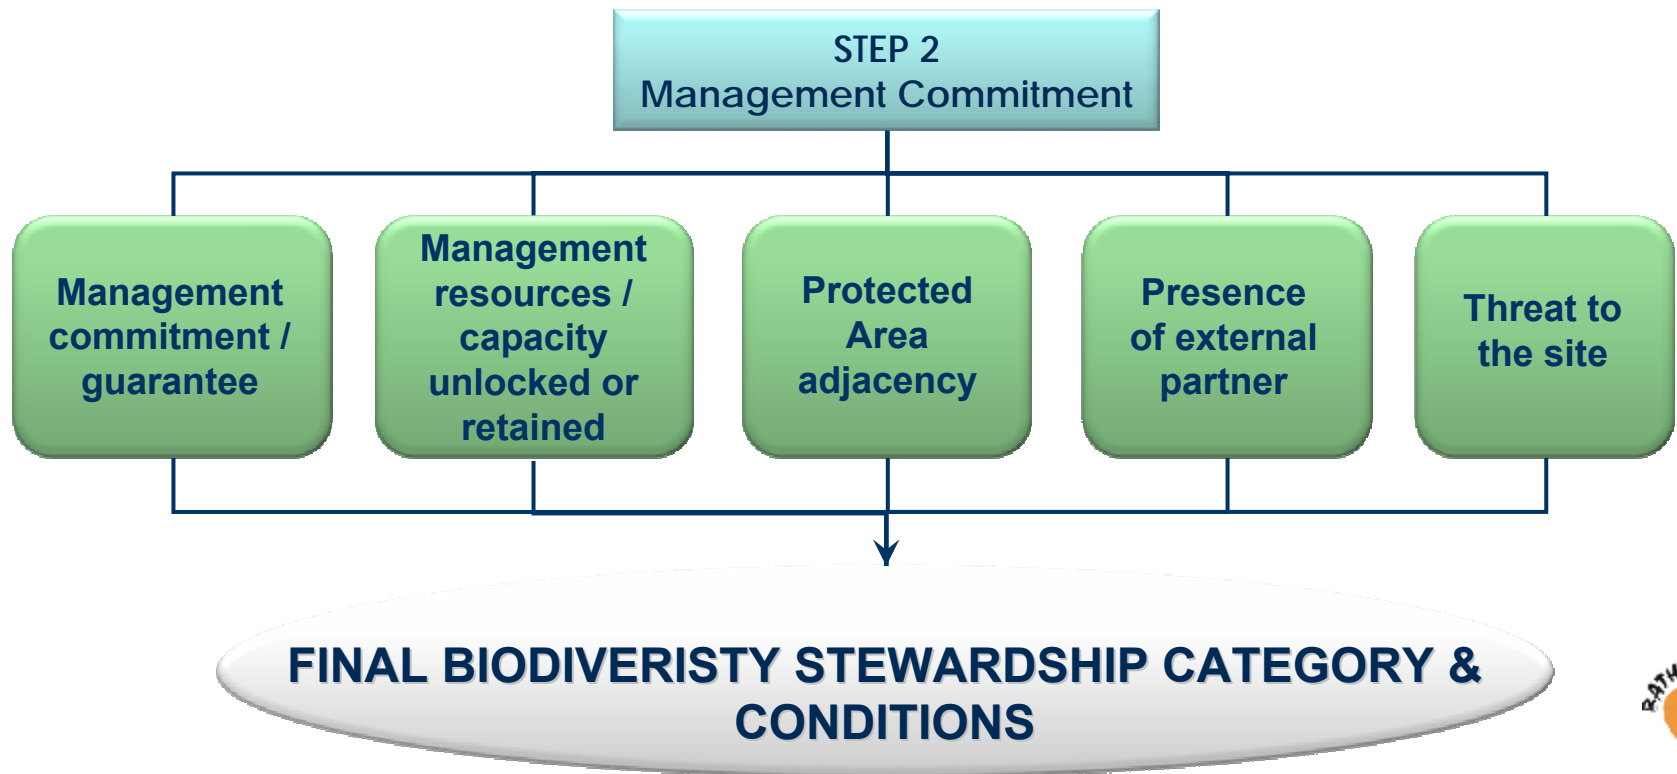 STEP 2
Management Commitment
Management
commitment /
guarantee
Management
resources /
capacity
unlocked or
retained
Protected
Area
adjacency
Presence
of external
partner
Threat to
the site
FINAL BIODIVERISTY STEWARDSHIP CATEGORY &
CONDITIONS